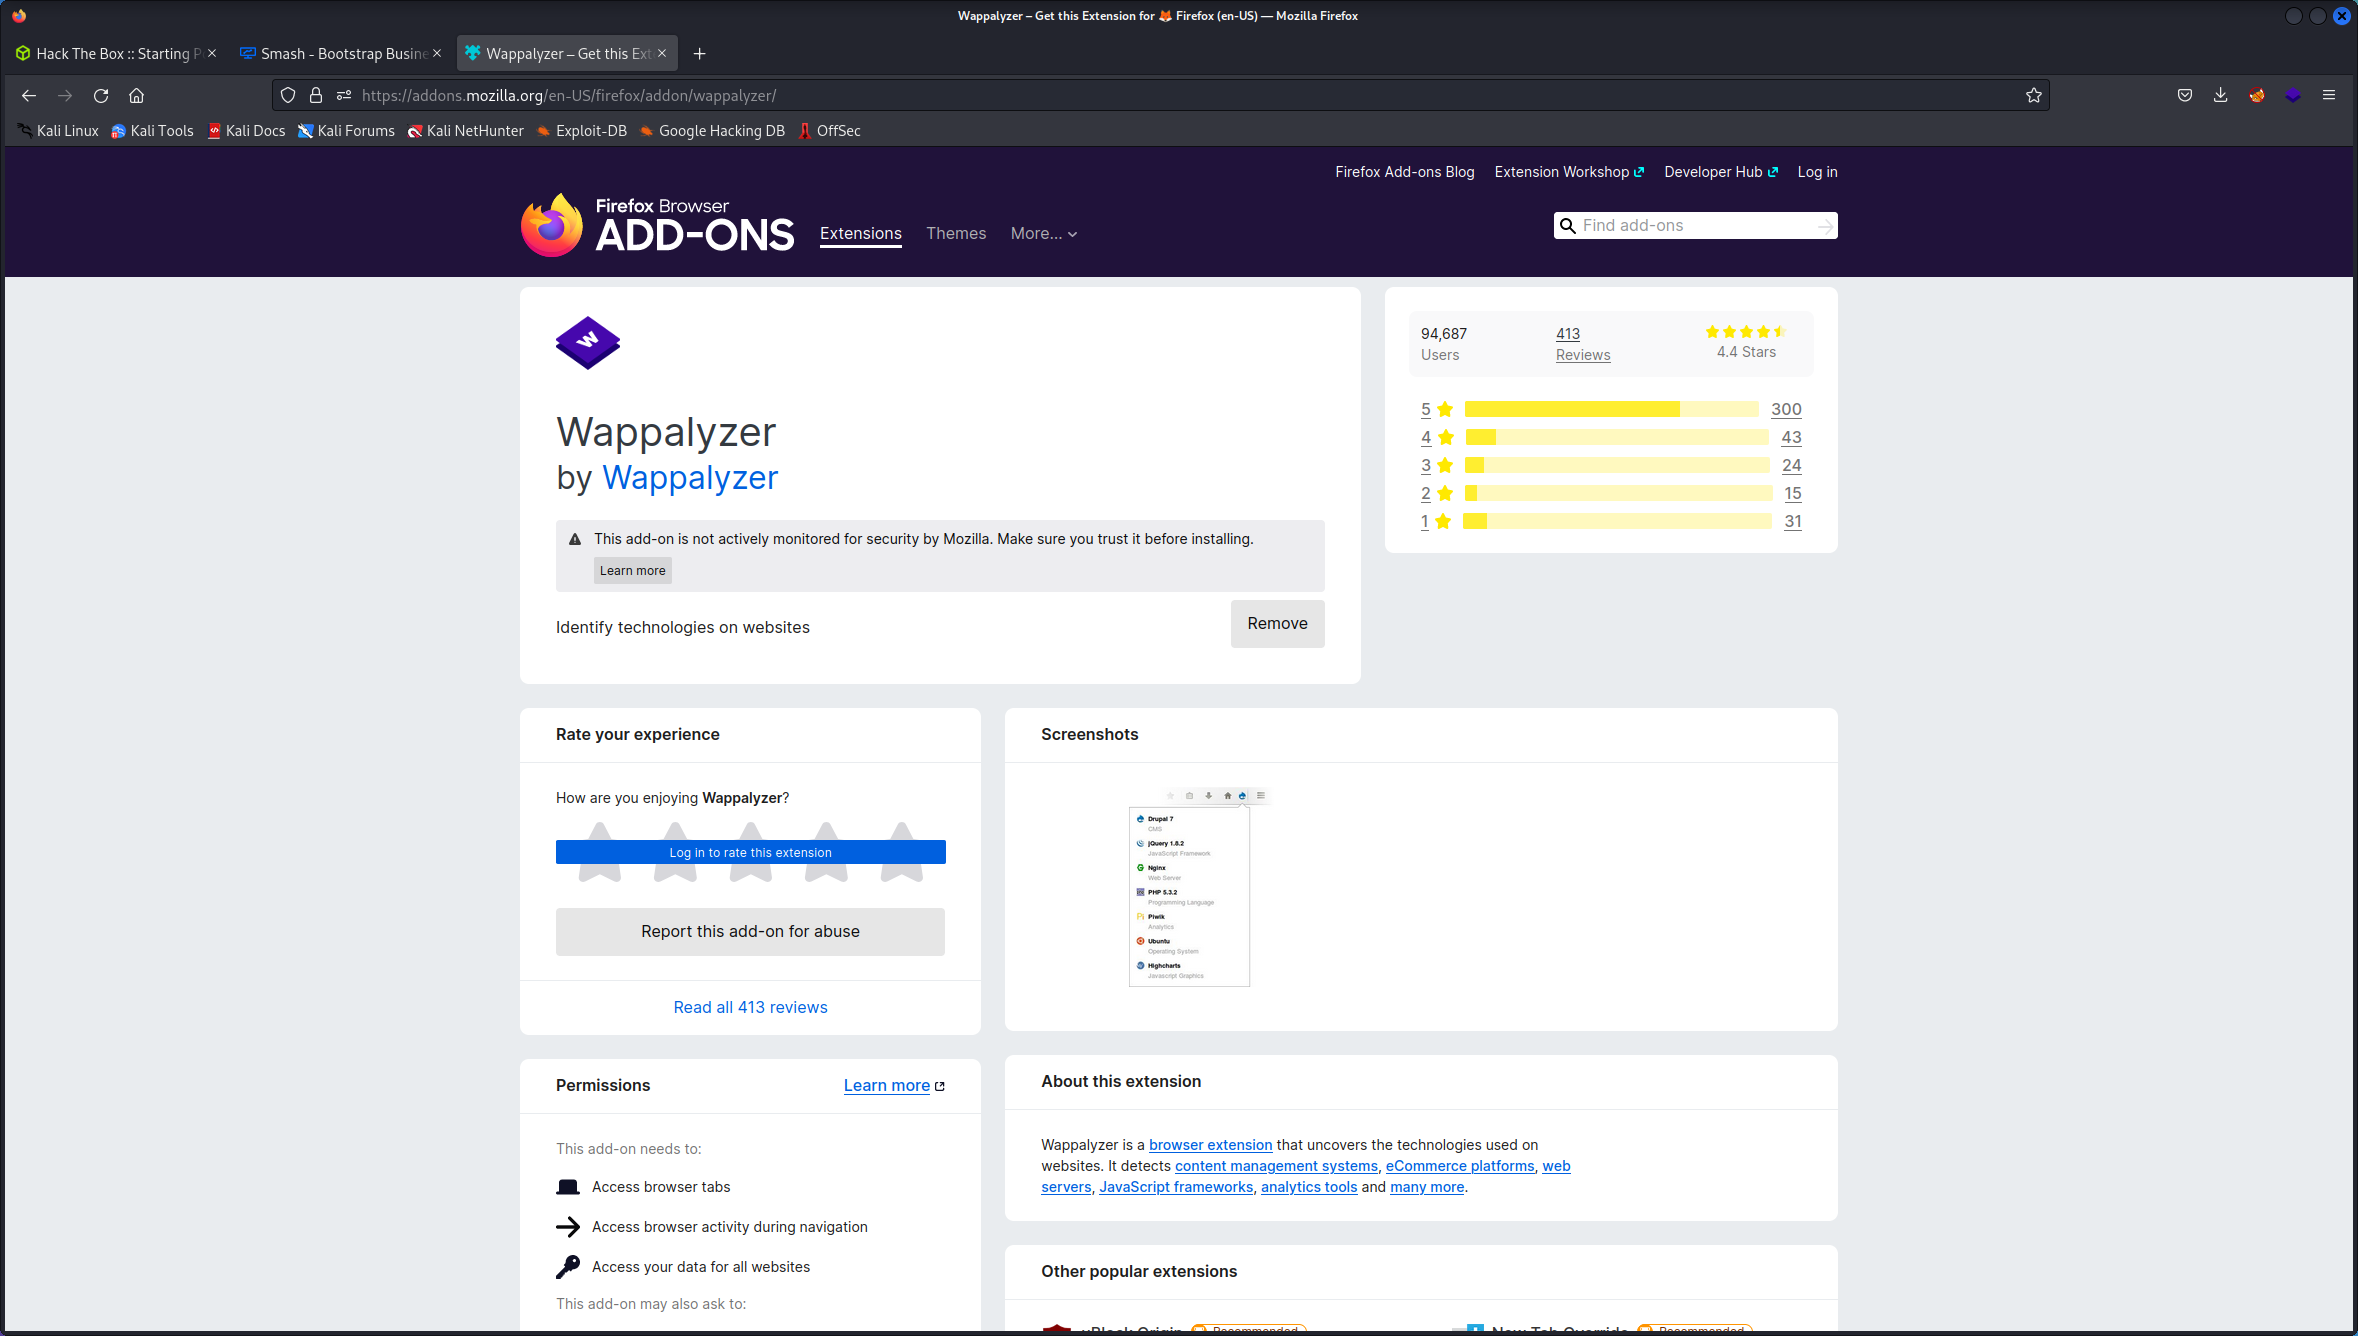 Wappalyzer – Get this Extension for 🦊 Firefox (en-US) — Mozilla Firefox
Hack The Box :: Starting P
Smash - Bootstrap Busine
Wappalyzer – Get this Ext
https://addons.mozilla.org/en-US/firefox/addon/wappalyzer/
Kali Linux Kali Tools Kali Docs Kali Forums Kali NetHunter Exploit-DB Google Hacking DB OffSec
Firefox Add-ons Blog Extension Workshop Developer Hub Log in
Firefox Browser
ADD-ONS
Extensions Themes More...
Find add-ons
W
Wappalyzer
by Wappalyzer
This add-on is not actively monitored for security by Mozilla. Make sure you trust it before installing.
Learn more
Identify technologies on websites
Remove
94,687
Users
413
Reviews
4.4 Stars
5 300
4 43
3 24
2 15
1 31
Rate your experience
How are you enjoying Wappalyzer?
Log in to rate this extension
Report this add-on for abuse
Read all 413 reviews
Screenshots
Drupal 7
CMS
jQuery 1.8.2
JavaScript Framework
Nginx
Web Server
PHP 5.3.2
Programming Language
Piwik
Analytics
Ubuntu
Operating System
Highcharts
Javascript Graphics
Permissions
Learn more
This add-on needs to:
Access browser tabs
Access browser activity during navigation
Access your data for all websites
This add-on may also ask to:
About this extension
Wappalyzer is a browser extension that uncovers the technologies used on
websites. It detects content management systems, eCommerce platforms, web
servers, JavaScript frameworks, analytics tools and many more.
Other popular extensions
uBlock Origin Recommended
New Tab Override Recommended